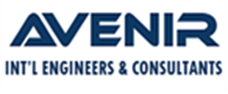 AVENIR
INT'L ENGINEERS & CONSULTANTS